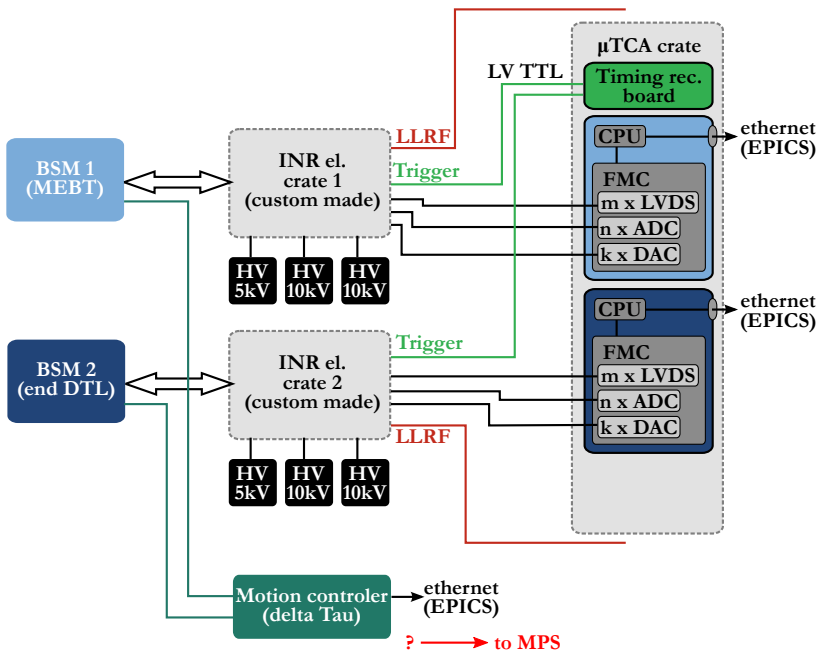 µTCA crate
LV TTL
Timing rec.
board
LLRF
Trigger
INR el.
crate 1
(custom made)
BSM 1
(MEBT)
CPU
ethernet
(EPICS)
FMC
m x LVDS
n x ADC
k x DAC
HV
5kV
HV
10kV
HV
10kV
CPU
ethernet
(EPICS)
Trigger
BSM 2
(end DTL)
INR el.
crate 2
(custom made)
FMC
m x LVDS
n x ADC
k x DAC
LLRF
HV
5kV
HV
10kV
HV
10kV
Motion controler
(delta Tau)
ethernet
(EPICS)
? to MPS